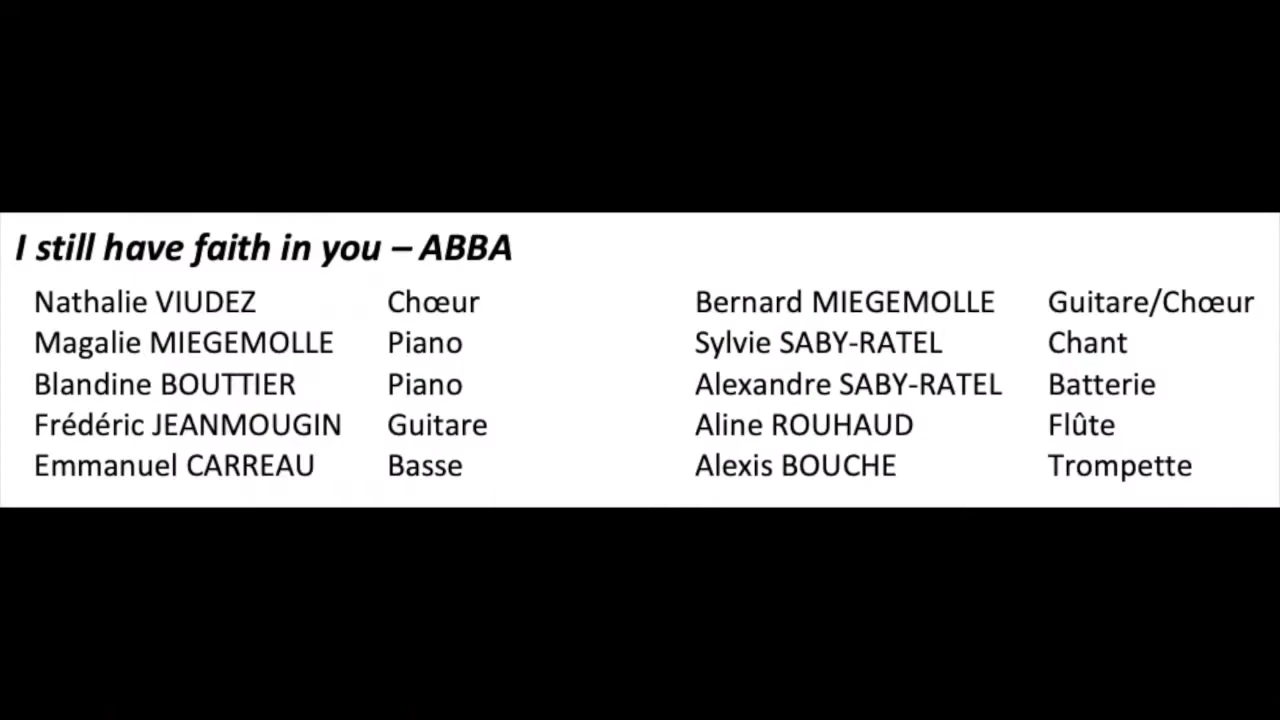 I still have faith in you – ABBA
Nathalie VIUDEZ Chœur Bernard MIEGEMOLLE Guitare/Chœur
Magalie MIEGEMOLLE Piano Sylvie SABY-RATEL Chant
Blandine BOUTTIER Piano Alexandre SABY-RATEL Batterie
Frédéric JEANMOUGIN Guitare Aline ROUHAUD Flûte
Emmanuel CARREAU Basse Alexis BOUCHE Trompette